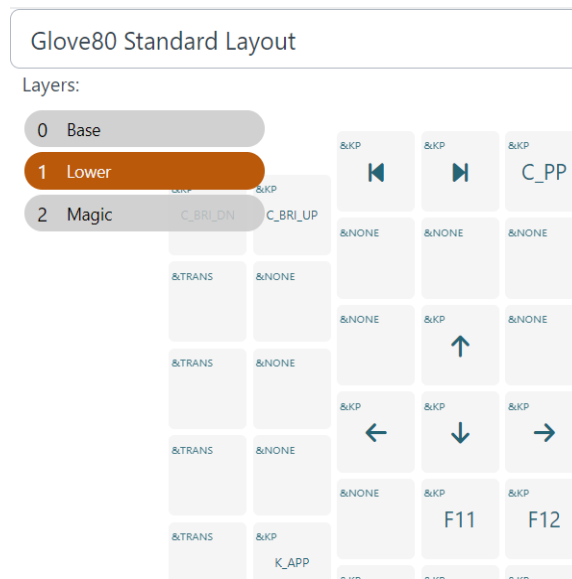 Glove80 Standard Layout
Layers:
0 Base
1 Lower
2 Magic
&KP &KP &KP
C_PP
&KP &KP
C_BRI_DN C_BRI_UP
&NONE &NONE &NONE
&TRANS &NONE
&NONE &KP &NONE
↑
&TRANS &NONE
&KP &KP &KP
← ↓ →
&TRANS &NONE
&NONE &KP &KP
F11 F12
&TRANS &KP
K_APP
&KP &KP